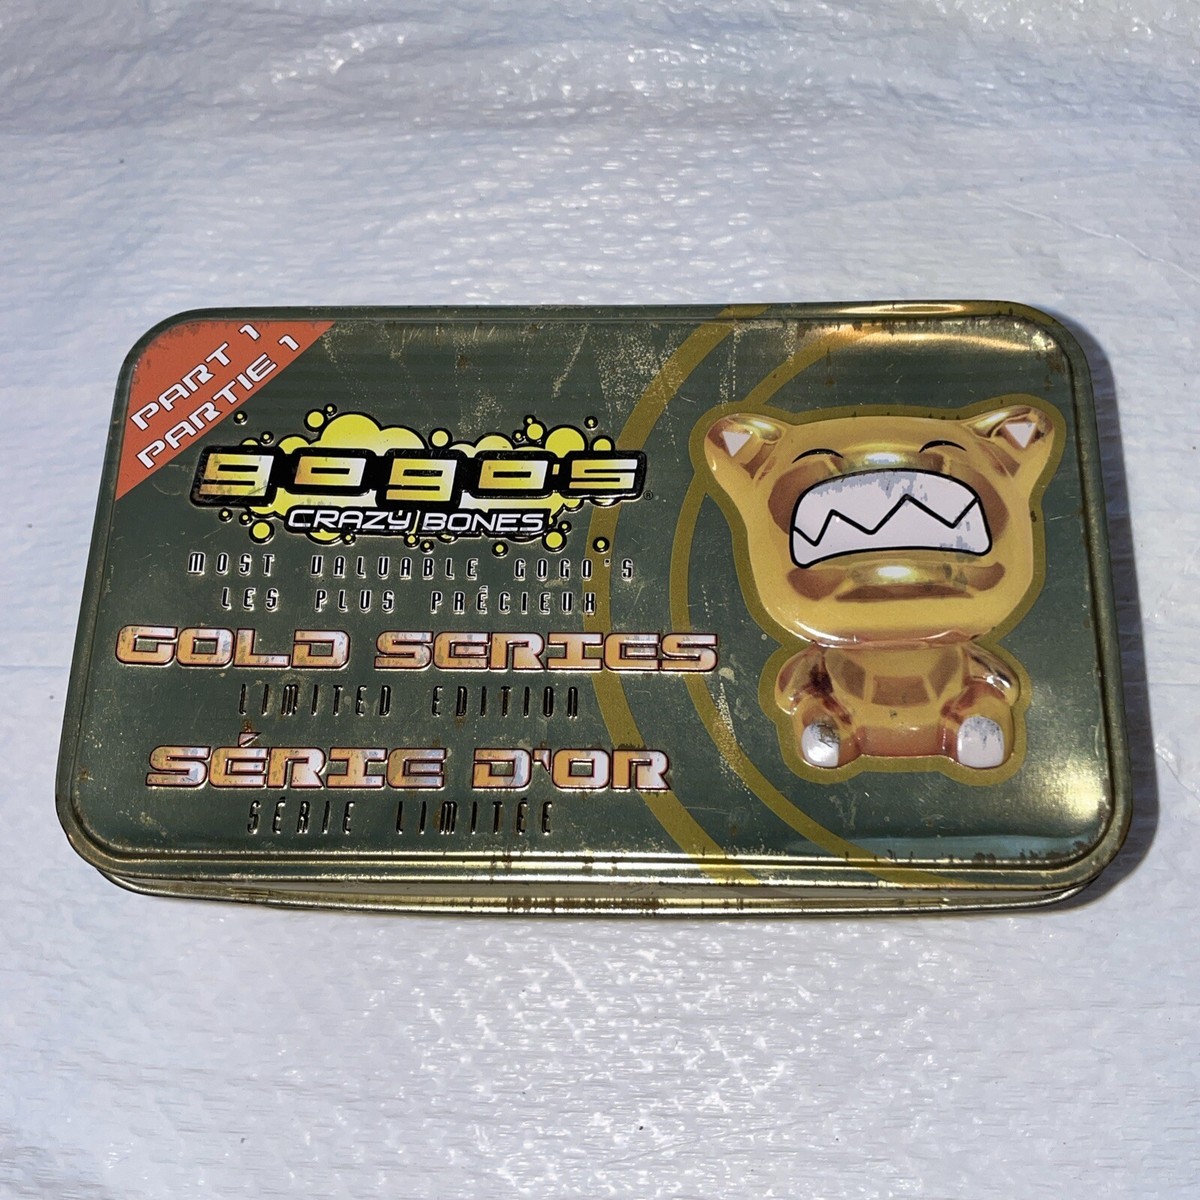 PART 1
PARTIE 1
gogo's®
CRAZY BONES
MOST VALUABLE GOGO'S
LES PLUS PRÉCIEUX
GOLD SERIES
LIMITED EDITION
SÉRIE D'OR
SÉRIE LIMITÉE